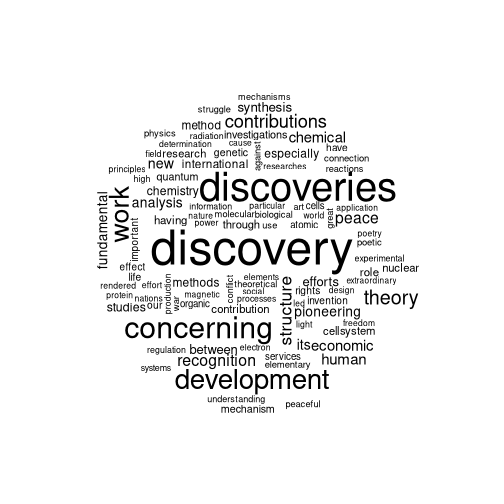 mechanisms
struggle synthesis
method contributions
physics radiation investigations chemical
determination cause against have
field research genetic especially connection
principles new international researches reactions
high quantum
chemistry discoveries
fundamental work analysis information particular art cells great application
important having nature molecular biological world peace
power through use atomic
discovery poetry
poetic
experimental
effect role nuclear
life methods conflict elements theoretical structure efforts extraordinary
rendered effort production magnetic social rights design
protein nations war organic processes led invention theory
studies our contribution pioneering
concerning light freedom
cell system
regulation between electron its economic
recognition services human
systems elementary
development
understanding
mechanism peaceful